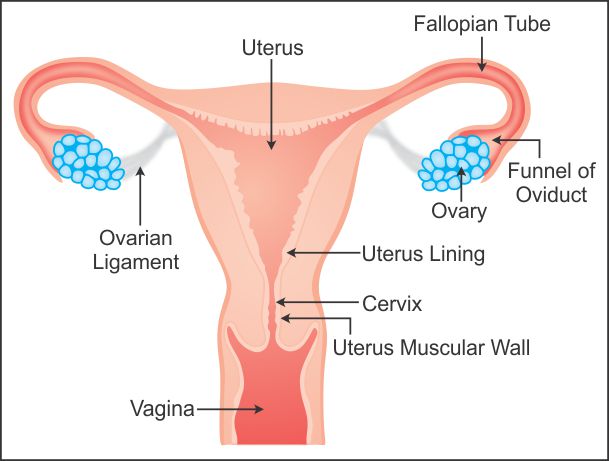 Fallopian Tube
Uterus
Funnel of
Oviduct
Ovary
Ovarian
Ligament
Uterus Lining
Cervix
Uterus Muscular Wall
Vagina